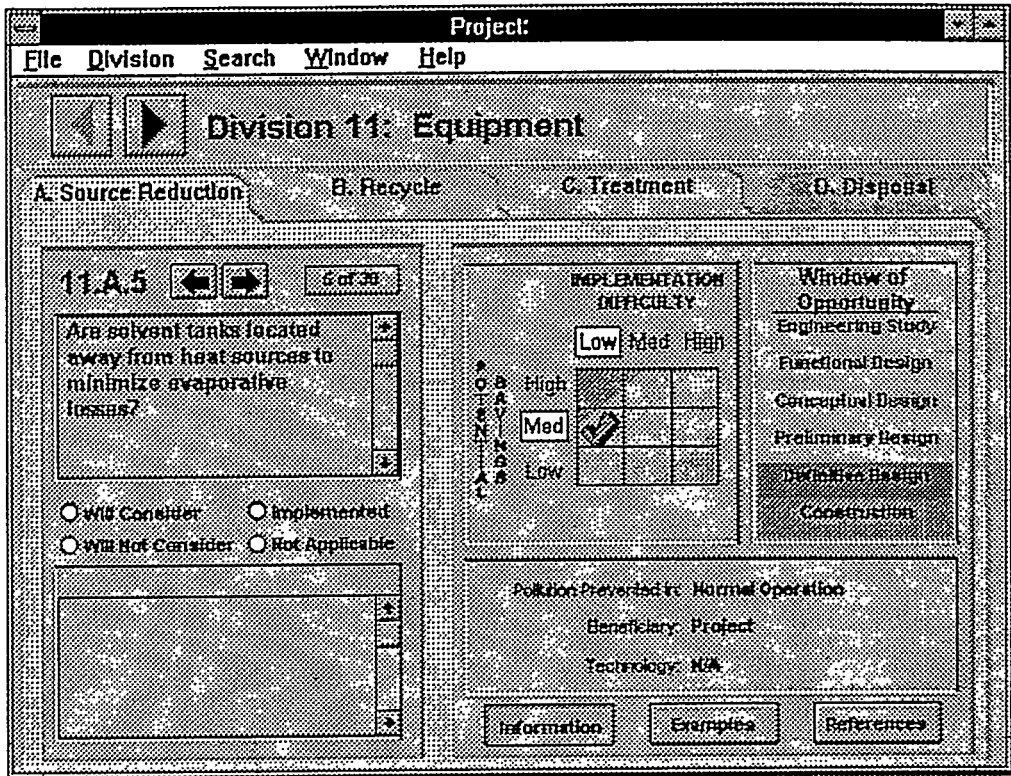 Project:
File Division Search Window Help
Division 11: Equipment
A. Source Reduction B. Recycle C. Treatment D. Disposal
11.A.5
Are solvent tanks located
away from heat sources to
minimize evaporative
losses?
Will Consider Implemented
Will Not Consider Not Applicable
IMPLEMENTATION
DIFFICULTY
Low Med High
POTENTIAL
SAVINGS
High
Med
Low
Window of
Opportunity
Engineering Study
Functional Design
Conceptual Design
Preliminary Design
Definitive Design
Construction
Pollution Prevented in: Normal Operation
Beneficiary: Project
Technology: N/A
Information Examples References